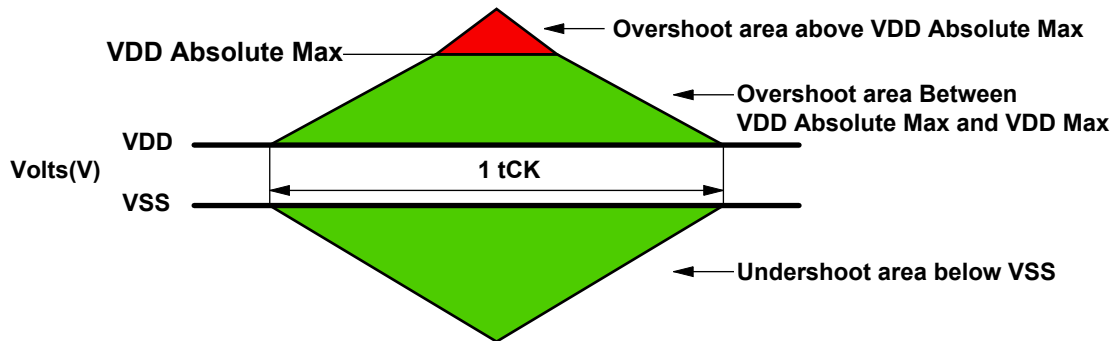 Overshoot area above VDD Absolute Max
VDD Absolute Max
Overshoot area Between
VDD Absolute Max and VDD Max
VDD
Volts(V)
1 tCK
VSS
Undershoot area below VSS